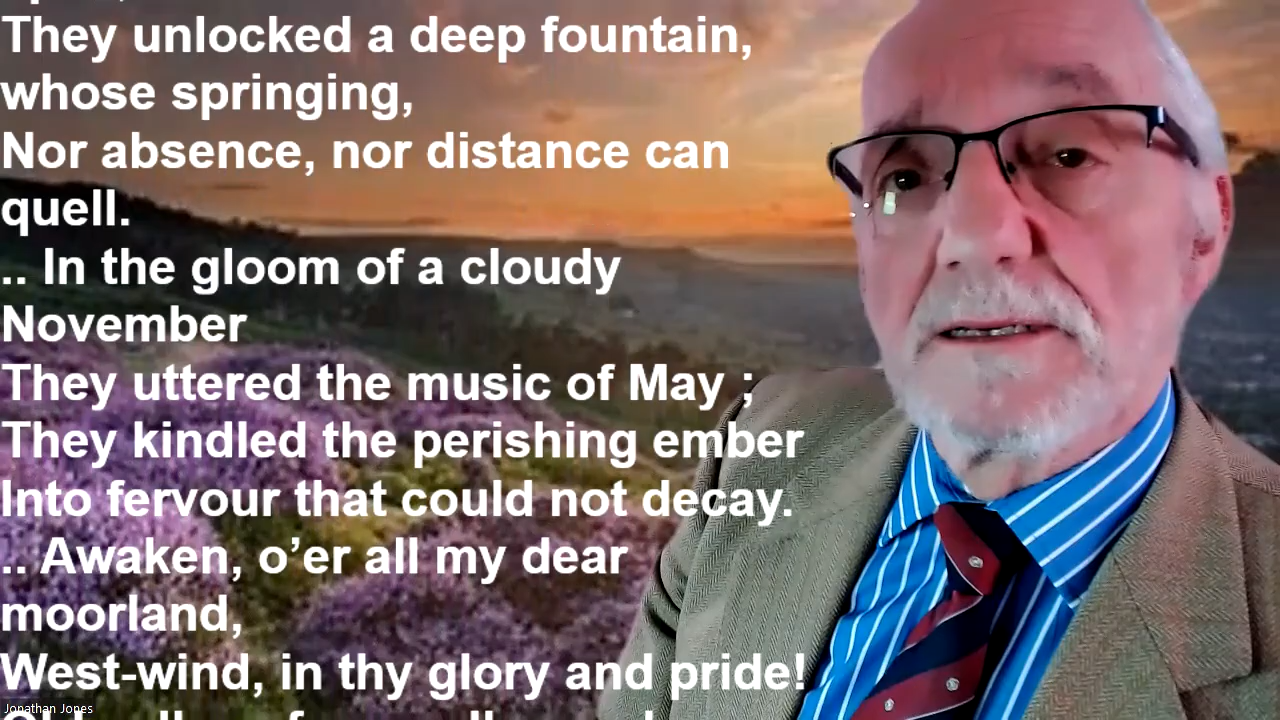 They unlocked a deep fountain,
whose springing,
Nor absence, nor distance can
quell.
.. In the gloom of a cloudy
November
They uttered the music of May ;
They kindled the perishing ember
Into fervour that could not decay.
.. Awaken, o’er all my dear
moorland,
West-wind, in thy glory and pride!
Jonathan Jones